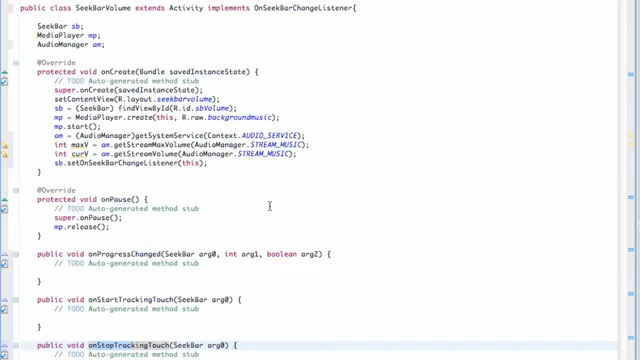 public class SeekBarVolume extends Activity implements OnSeekBarChangeListener{
SeekBar sb;
MediaPlayer mp;
AudioManager am;
@Override
protected void onCreate(Bundle savedInstanceState) {
// TODO Auto-generated method stub
super.onCreate(savedInstanceState);
setContentView(R.layout.seekbarvolume);
sb = (SeekBar) findViewById(R.id.sbVolume);
mp = MediaPlayer.create(this, R.raw.backgroundmusic);
mp.start();
am = (AudioManager)getSystemService(Context.AUDIO_SERVICE);
int maxV = am.getStreamMaxVolume(AudioManager.STREAM_MUSIC);
int curV = am.getStreamVolume(AudioManager.STREAM_MUSIC);
sb.setOnSeekBarChangeListener(this);
}
@Override
protected void onPause() {
// TODO Auto-generated method stub
super.onPause();
mp.release();
}
public void onProgressChanged(SeekBar arg0, int arg1, boolean arg2) {
// TODO Auto-generated method stub
}
public void onStartTrackingTouch(SeekBar arg0) {
// TODO Auto-generated method stub
}
public void onStopTrackingTouch(SeekBar arg0) {
// TODO Auto-generated method stub